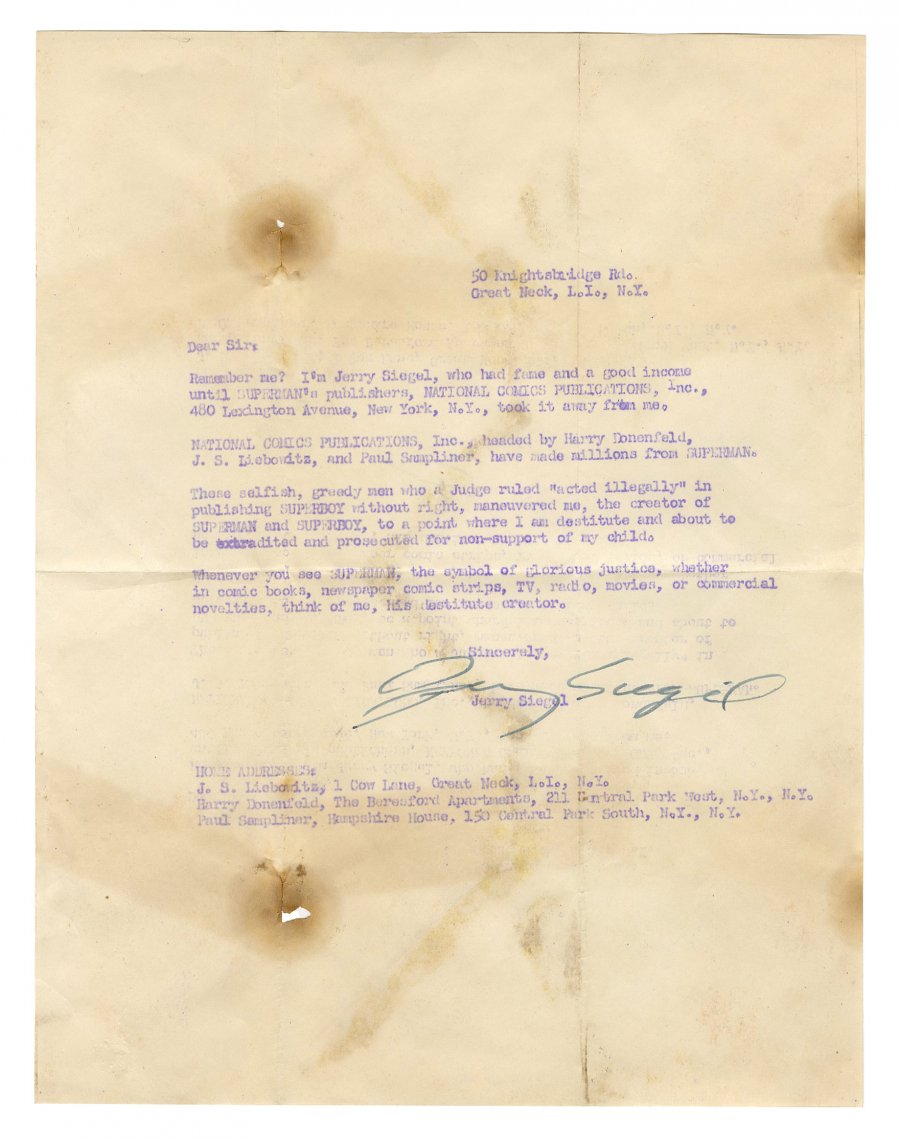 50 Knightsbridge Rd.
Great Neck, L.I., N.Y.
Dear Sir:
Remember me? I'm Jerry Siegel, who had fame and a good income
until SUPERMAN's publishers, NATIONAL COMICS PUBLICATIONS, Inc.,
480 Lexington Avenue, New York, N.Y., took it away from me.
NATIONAL COMICS PUBLICATIONS, Inc., headed by Harry Donenfeld,
J. S. Liebowitz, and Paul Sampliner, have made millions from SUPERMAN.
These selfish, greedy men who a Judge ruled "acted illegally" in
publishing SUPERBOY without right, maneuvered me, the creator of
SUPERMAN and SUPERBOY, to a point where I am destitute and about to
be extradited and prosecuted for non-support of my child.
Whenever you see SUPERMAN, the symbol of glorious justice, whether
in comic books, newspaper comic strips, TV, radio, movies, or commercial
novelties, think of me, his destitute creator.
Sincerely,
Jerry Siegel
Jerry Siegel
HOME ADDRESSES:
J. S. Liebowitz, 1 Cow Lane, Great Neck, L.I., N.Y.
Harry Donenfeld, The Beresford Apartments, 211 Central Park West, N.Y., N.Y.
Paul Sampliner, Hampshire House, 150 Central Park South, N.Y., N.Y.